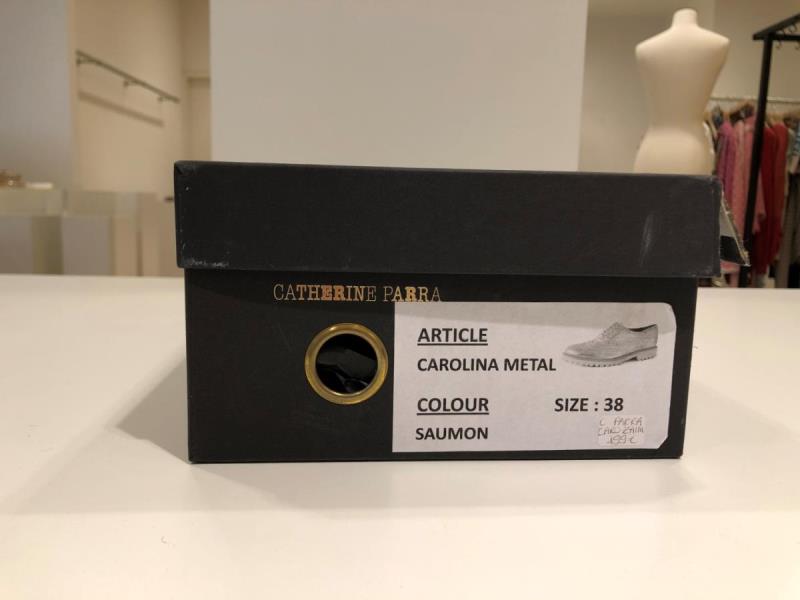 CATHERINE PARRA
ARTICLE
CAROLINA METAL
COLOUR
SIZE : 38
SAUMON
C PARRA
199 €